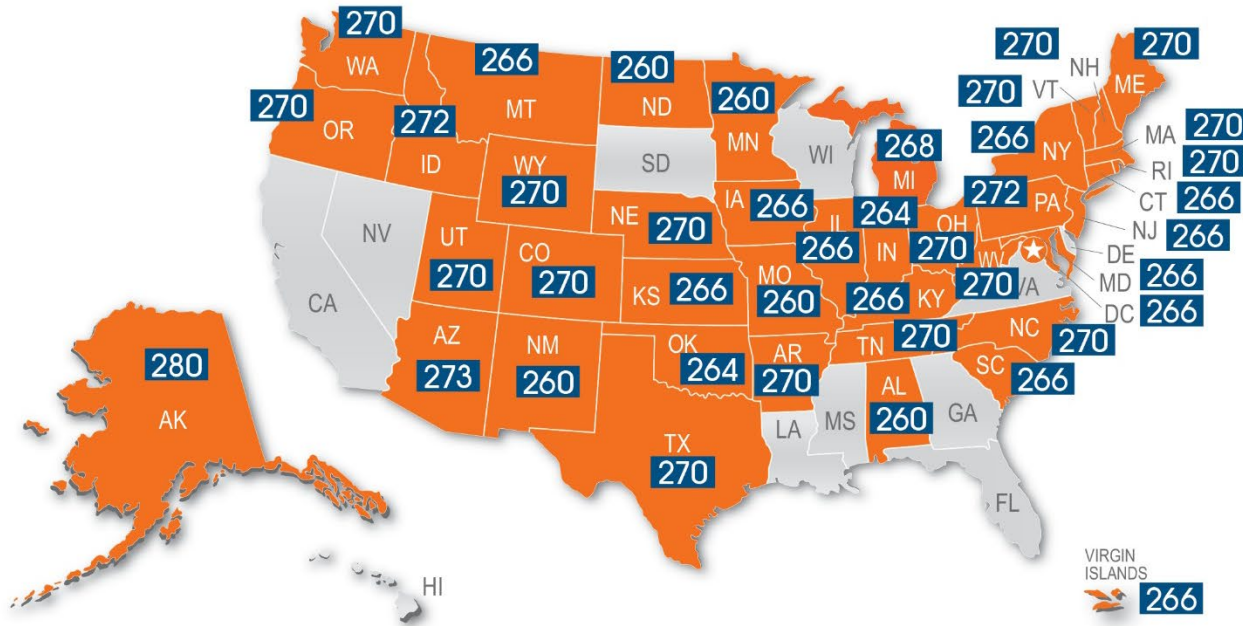 270
WA
266
MT
260
ND
260
MN
270
OR
272
ID
WY
270
SD
WI
268
MI
270
NH
270
VT
270
ME
266
NY
MA 270
RI 270
CT 266
NJ 266
DE
MD 266
DC 266
272
PA
NV
CA
UT
270
CO
270
NE
270
IA
266
IL
266
264
IN
OH
270
WV
270
VA
KS
266
MO
260
266
KY
AZ
273
NM
260
OK
264
AR
270
TN
270
NC
270
SC
266
TX
270
LA
MS
AL
260
GA
FL
280
AK
HI
VIRGIN
ISLANDS
266